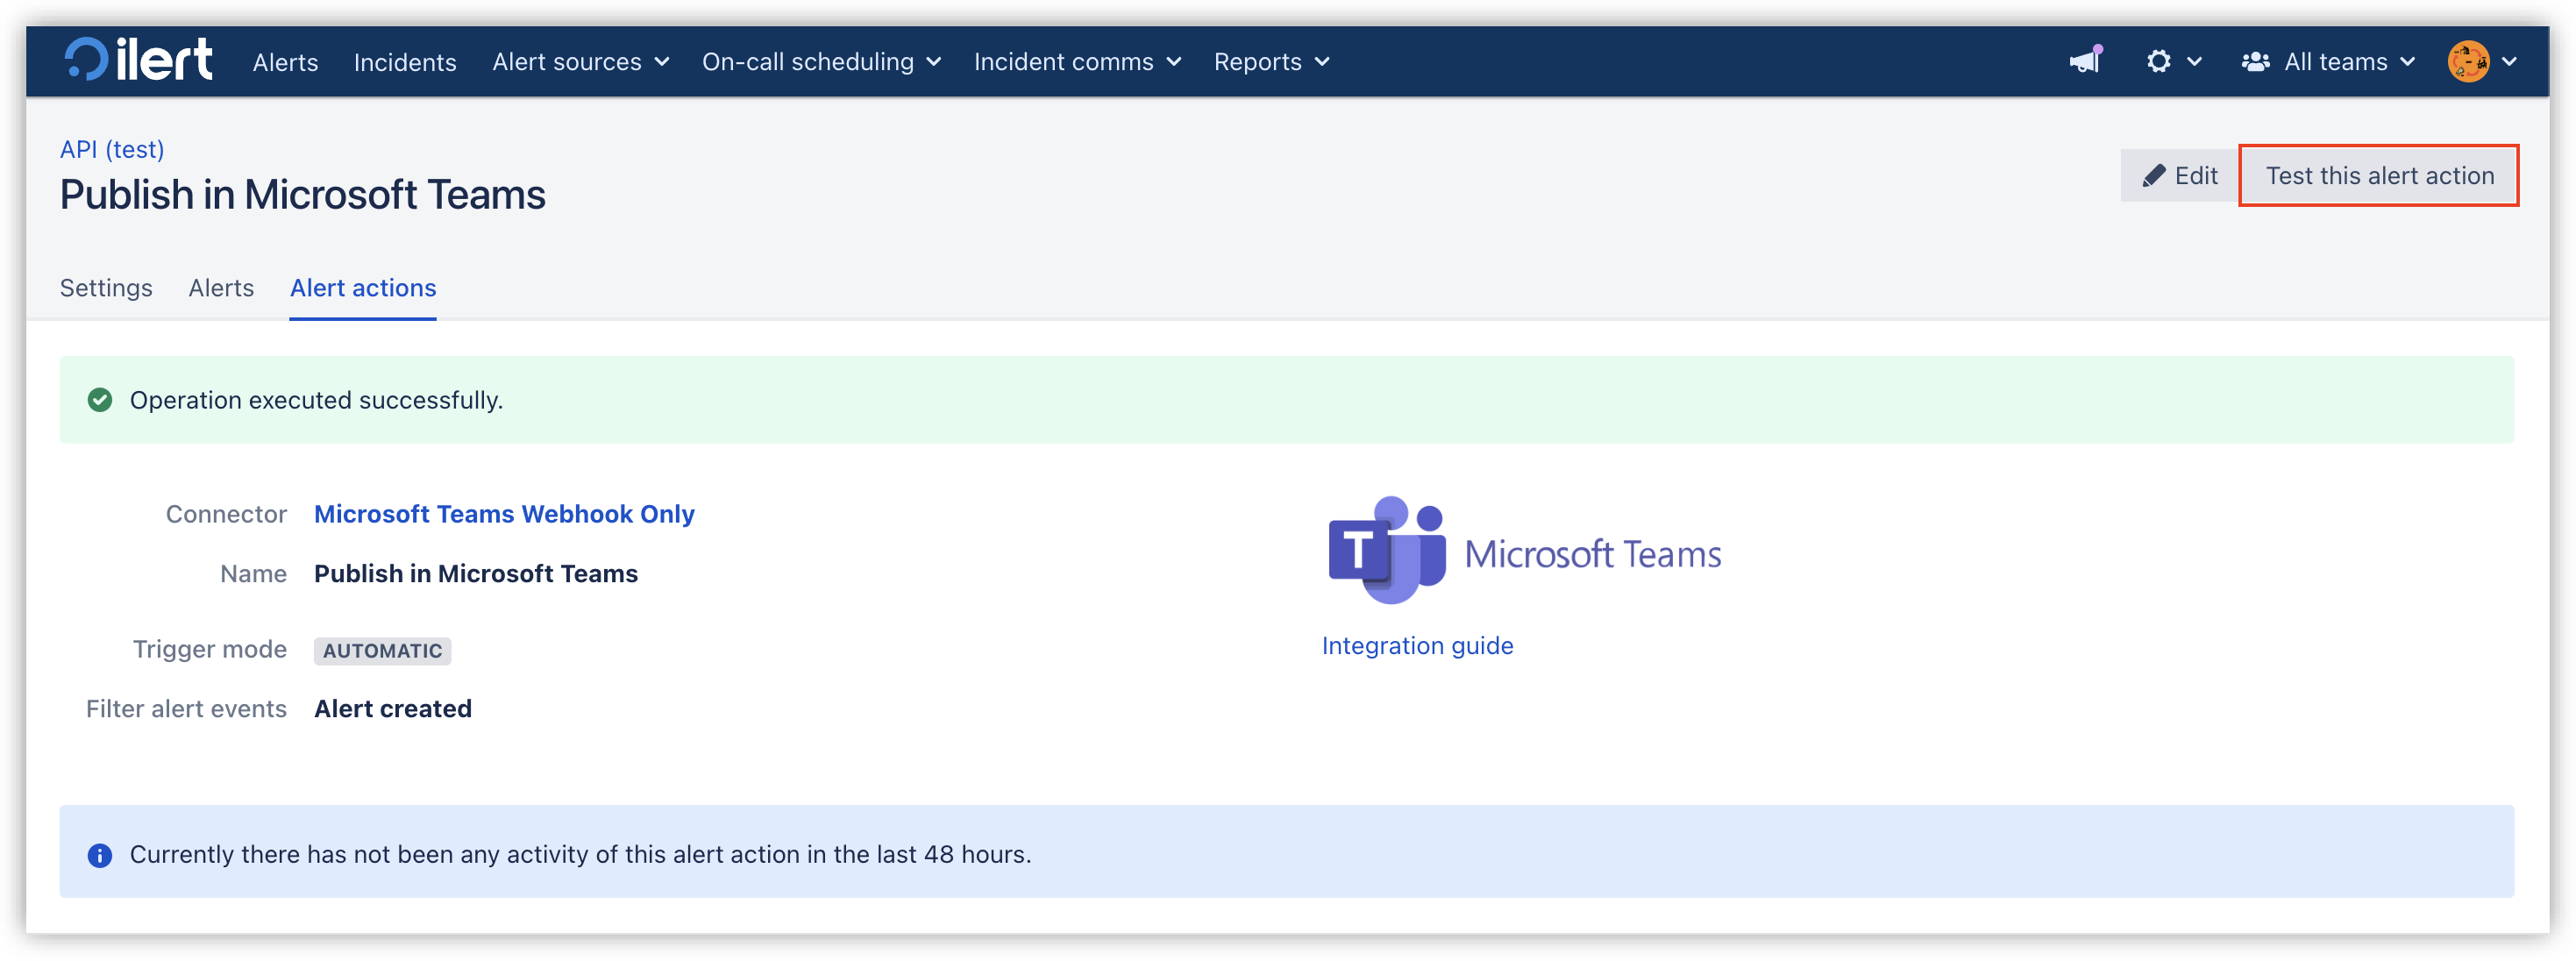 ilert Alerts Incidents Alert sources On-call scheduling Incident comms Reports All teams
API (test)
Publish in Microsoft Teams
Edit Test this alert action
Settings Alerts Alert actions
Operation executed successfully.
Connector Microsoft Teams Webhook Only
Name Publish in Microsoft Teams
Trigger mode AUTOMATIC
Filter alert events Alert created
T Microsoft Teams
Integration guide
Currently there has not been any activity of this alert action in the last 48 hours.